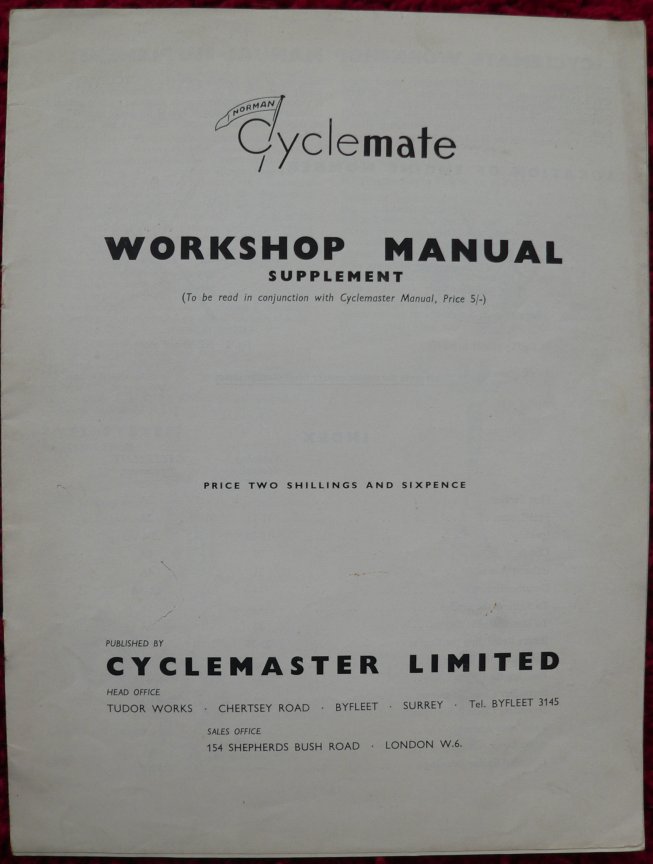 NORMAN
Cyclemate
WORKSHOP MANUAL
SUPPLEMENT
(To be read in conjunction with Cyclemaster Manual, Price 5/-)
PRICE TWO SHILLINGS AND SIXPENCE
PUBLISHED BY
CYCLEMASTER LIMITED
HEAD OFFICE
TUDOR WORKS · CHERTSEY ROAD · BYFLEET · SURREY · Tel. BYFLEET 3145
SALES OFFICE
154 SHEPHERDS BUSH ROAD · LONDON W.6.